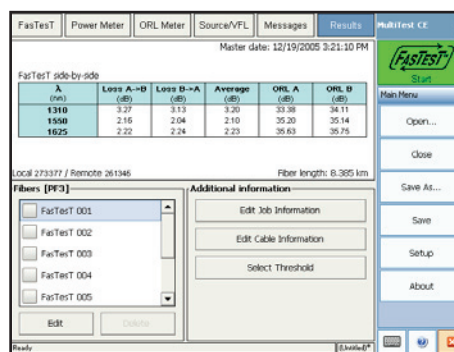 FasTesT Power Meter ORL Meter Source/VFL Messages Results MultiTest CE
Master date: 12/19/2005 3:21:10 PM
FASTEST
Start
FasTesT side-by-side
λ Loss A->B Loss B->A Average ORL A ORL B
(nm) (dB) (dB) (dB) (dB) (dB)
1310 3.27 3.13 3.20 33.38 34.11
1550 2.16 2.04 2.10 35.20 35.14
1625 2.22 2.24 2.23 35.63 35.75
Local 273377 / Remote 261346 Fiber length: 8.385 km
Main Menu
Open...
Close
Save As...
Save
Setup
About
Fibers [PF3]
FasTesT 001
FasTesT 002
FasTesT 003
FasTesT 004
FasTesT 005
Edit Delete
Additional information
Edit Job Information
Edit Cable Information
Select Threshold
Ready (Untitled)*